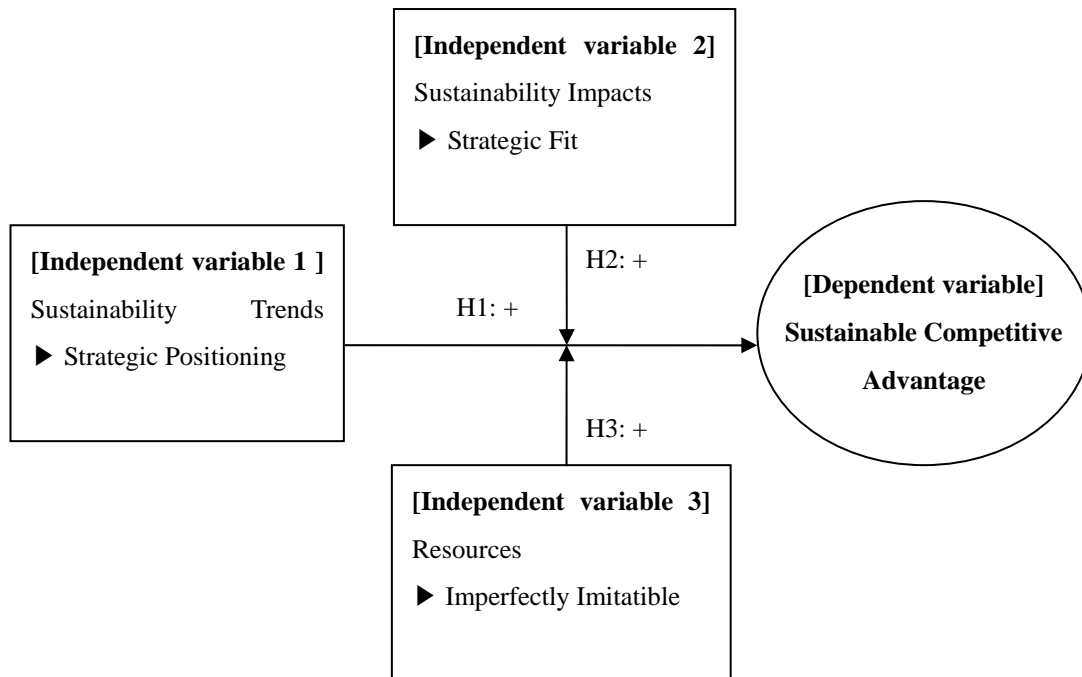 [Independent variable 2]
Sustainability Impacts
▶ Strategic Fit
[Independent variable 1 ]
Sustainability Trends
▶ Strategic Positioning
H1: +
H2: +
[Dependent variable]
Sustainable Competitive
Advantage
H3: +
[Independent variable 3]
Resources
▶ Imperfectly Imitatible